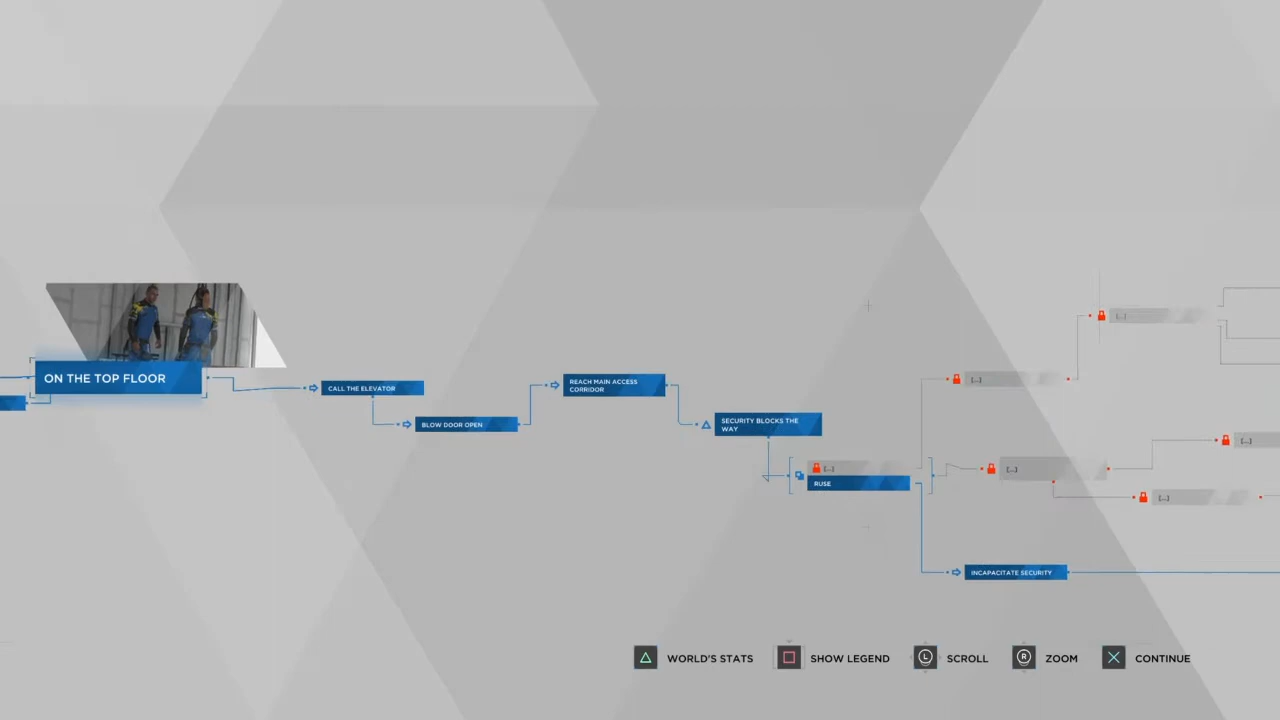 ON THE TOP FLOOR
CALL THE ELEVATOR
BLOW DOOR OPEN
REACH MAIN ACCESS
CORRIDOR
SECURITY BLOCKS THE
WAY
[...]
RUSE
[...]
[...]
[...]
[...]
[...]
INCAPACITATE SECURITY
WORLD'S STATS
SHOW LEGEND
L
SCROLL
R
ZOOM
CONTINUE